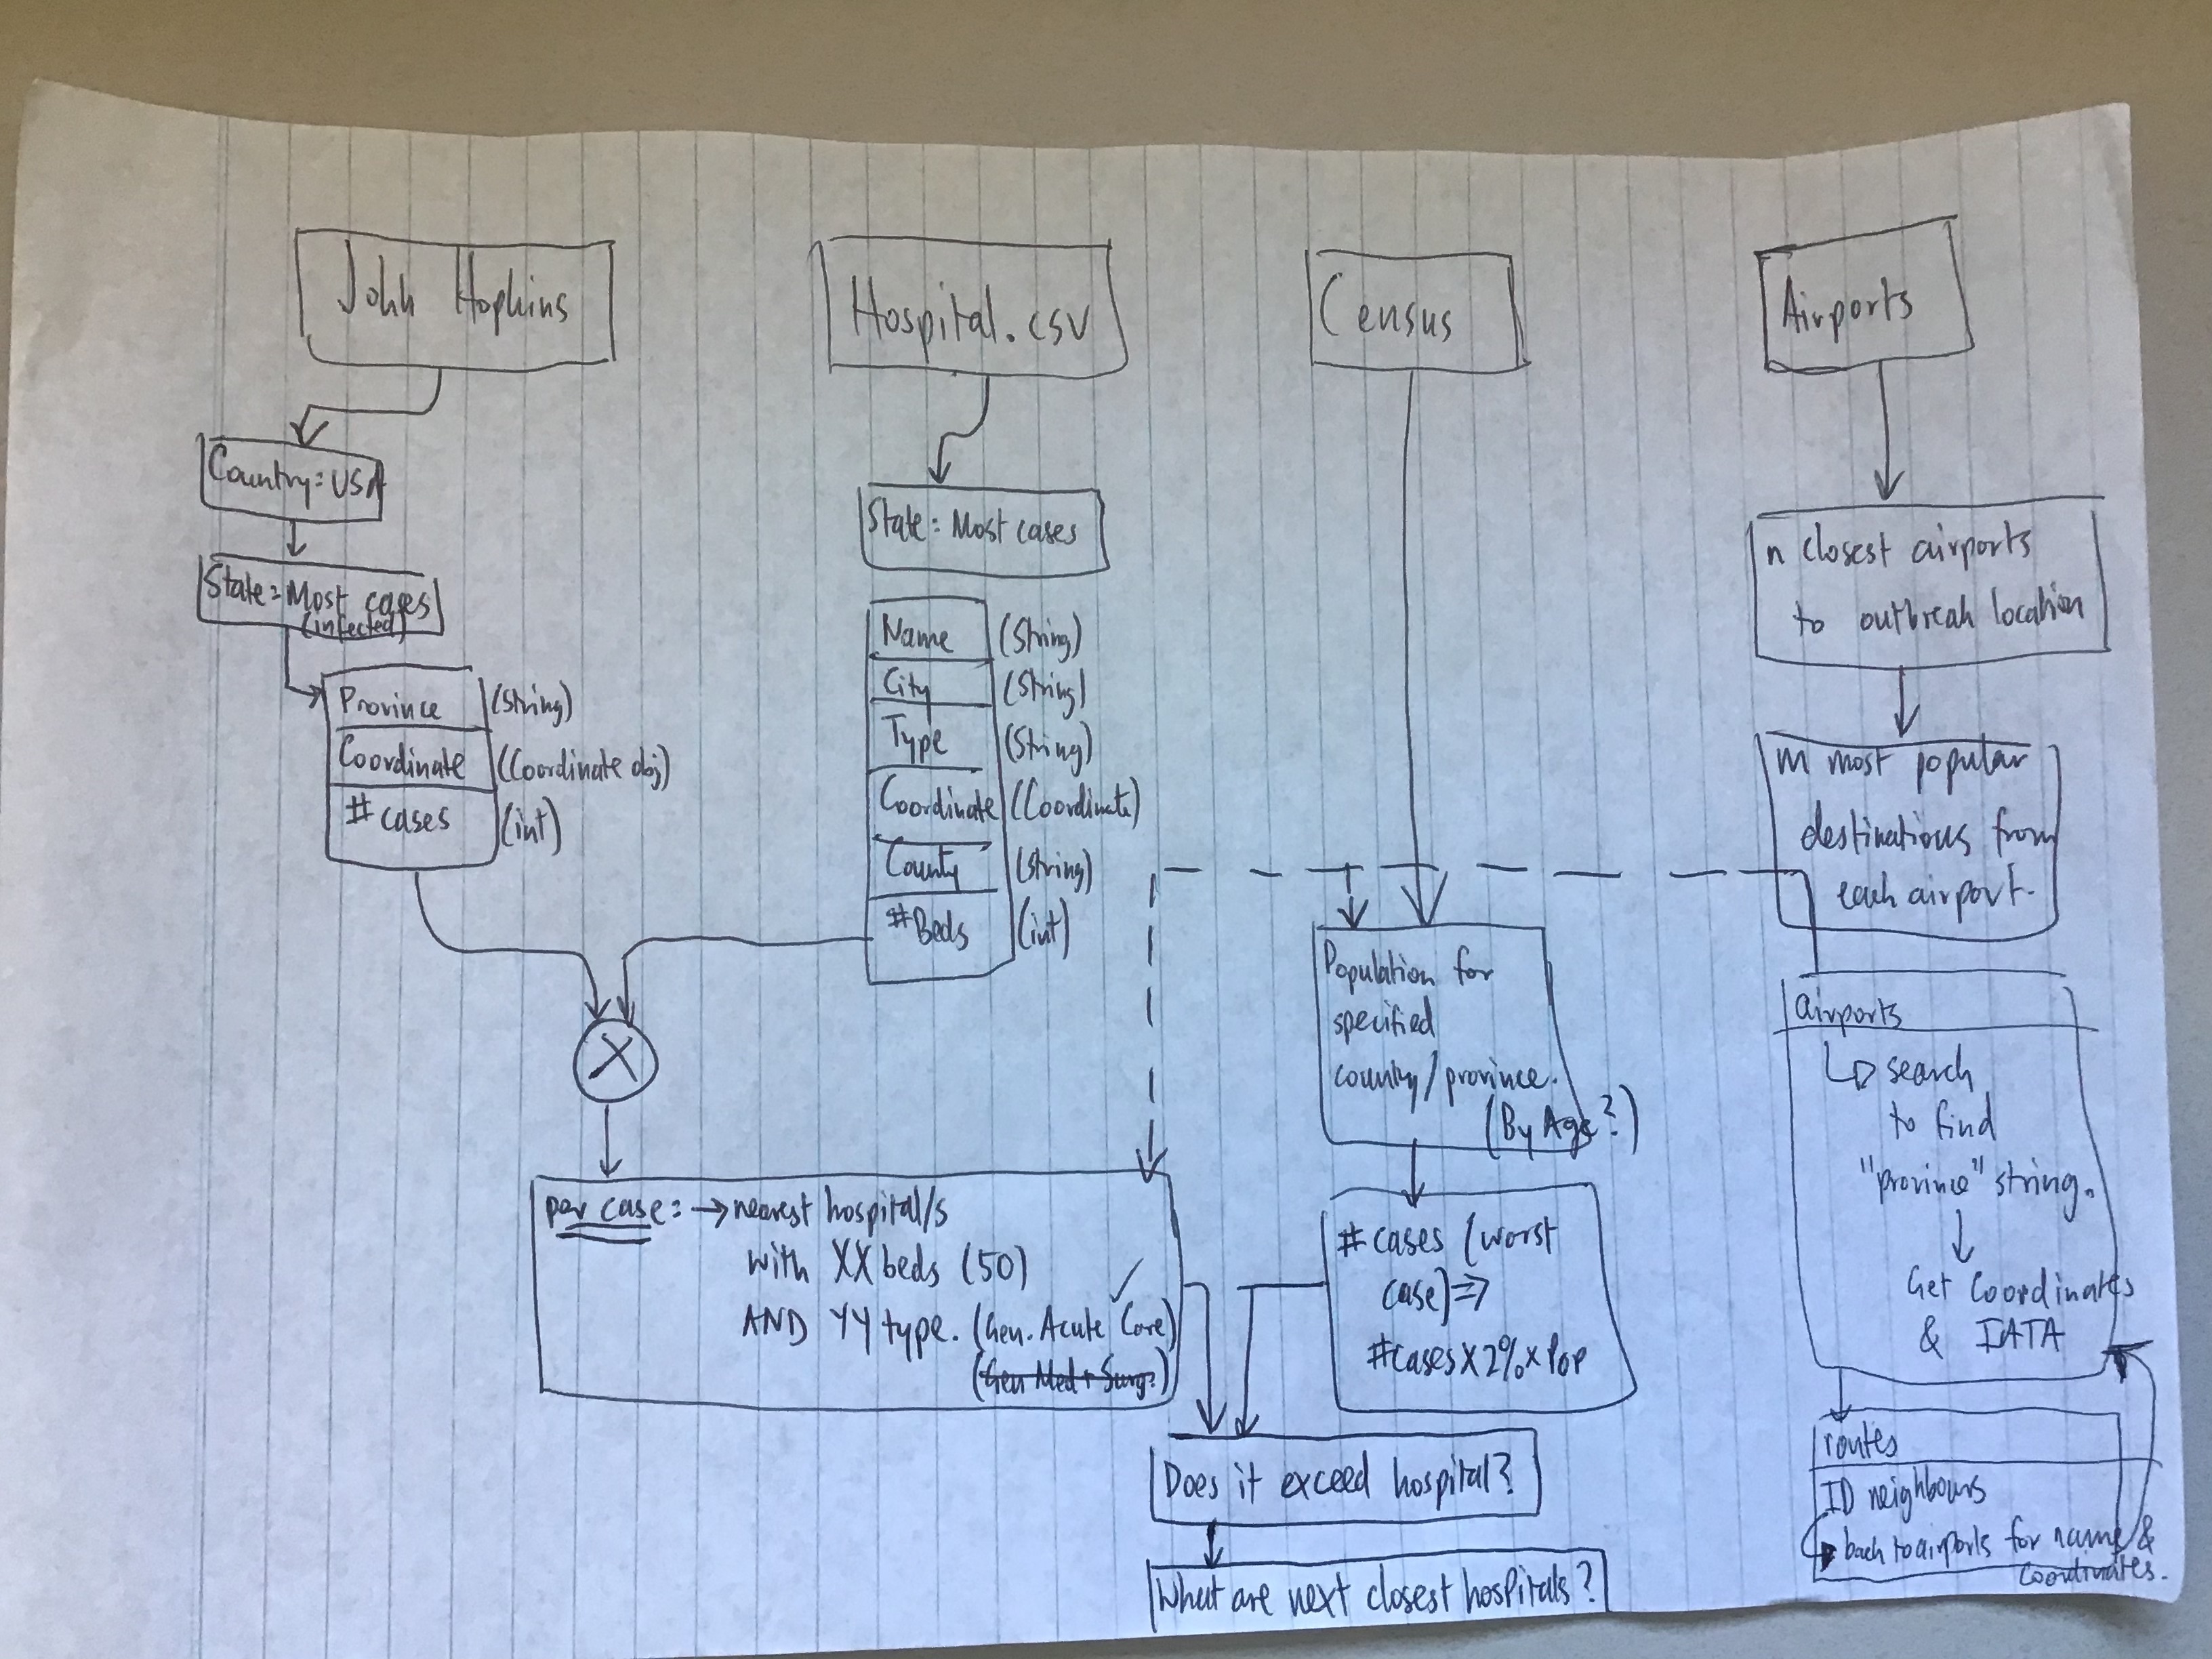 John Hopkins
Country=USA
State=Most cases
(infected)
Province (String)
Coordinate (Coordinate obj)
#cases (int)
Hospital.csv
State=Most cases
Name (String)
City (String)
Type (String)
Coordinate (Coordinate)
County (String)
#Beds (int)
X
per case: → nearest hospital/s
with XX beds (50)
AND YY type. (Gen. Acute Care) ✓
(Gen Med + Surg?)
Census
Population for
specified
county/province.
(By Age?)
#cases (worst
case) ⇒
#cases X 2% x Pop
Does it exceed hospital?
What are next closest hospitals?
Airports
n closest airports
to outbreak location
m most popular
destinations from
each airport.
airports
↳ search
to find
"province" string.
↓
Get Coordinates
& IATA
routes
ID neighbours
back to airports for name &
coordinates.